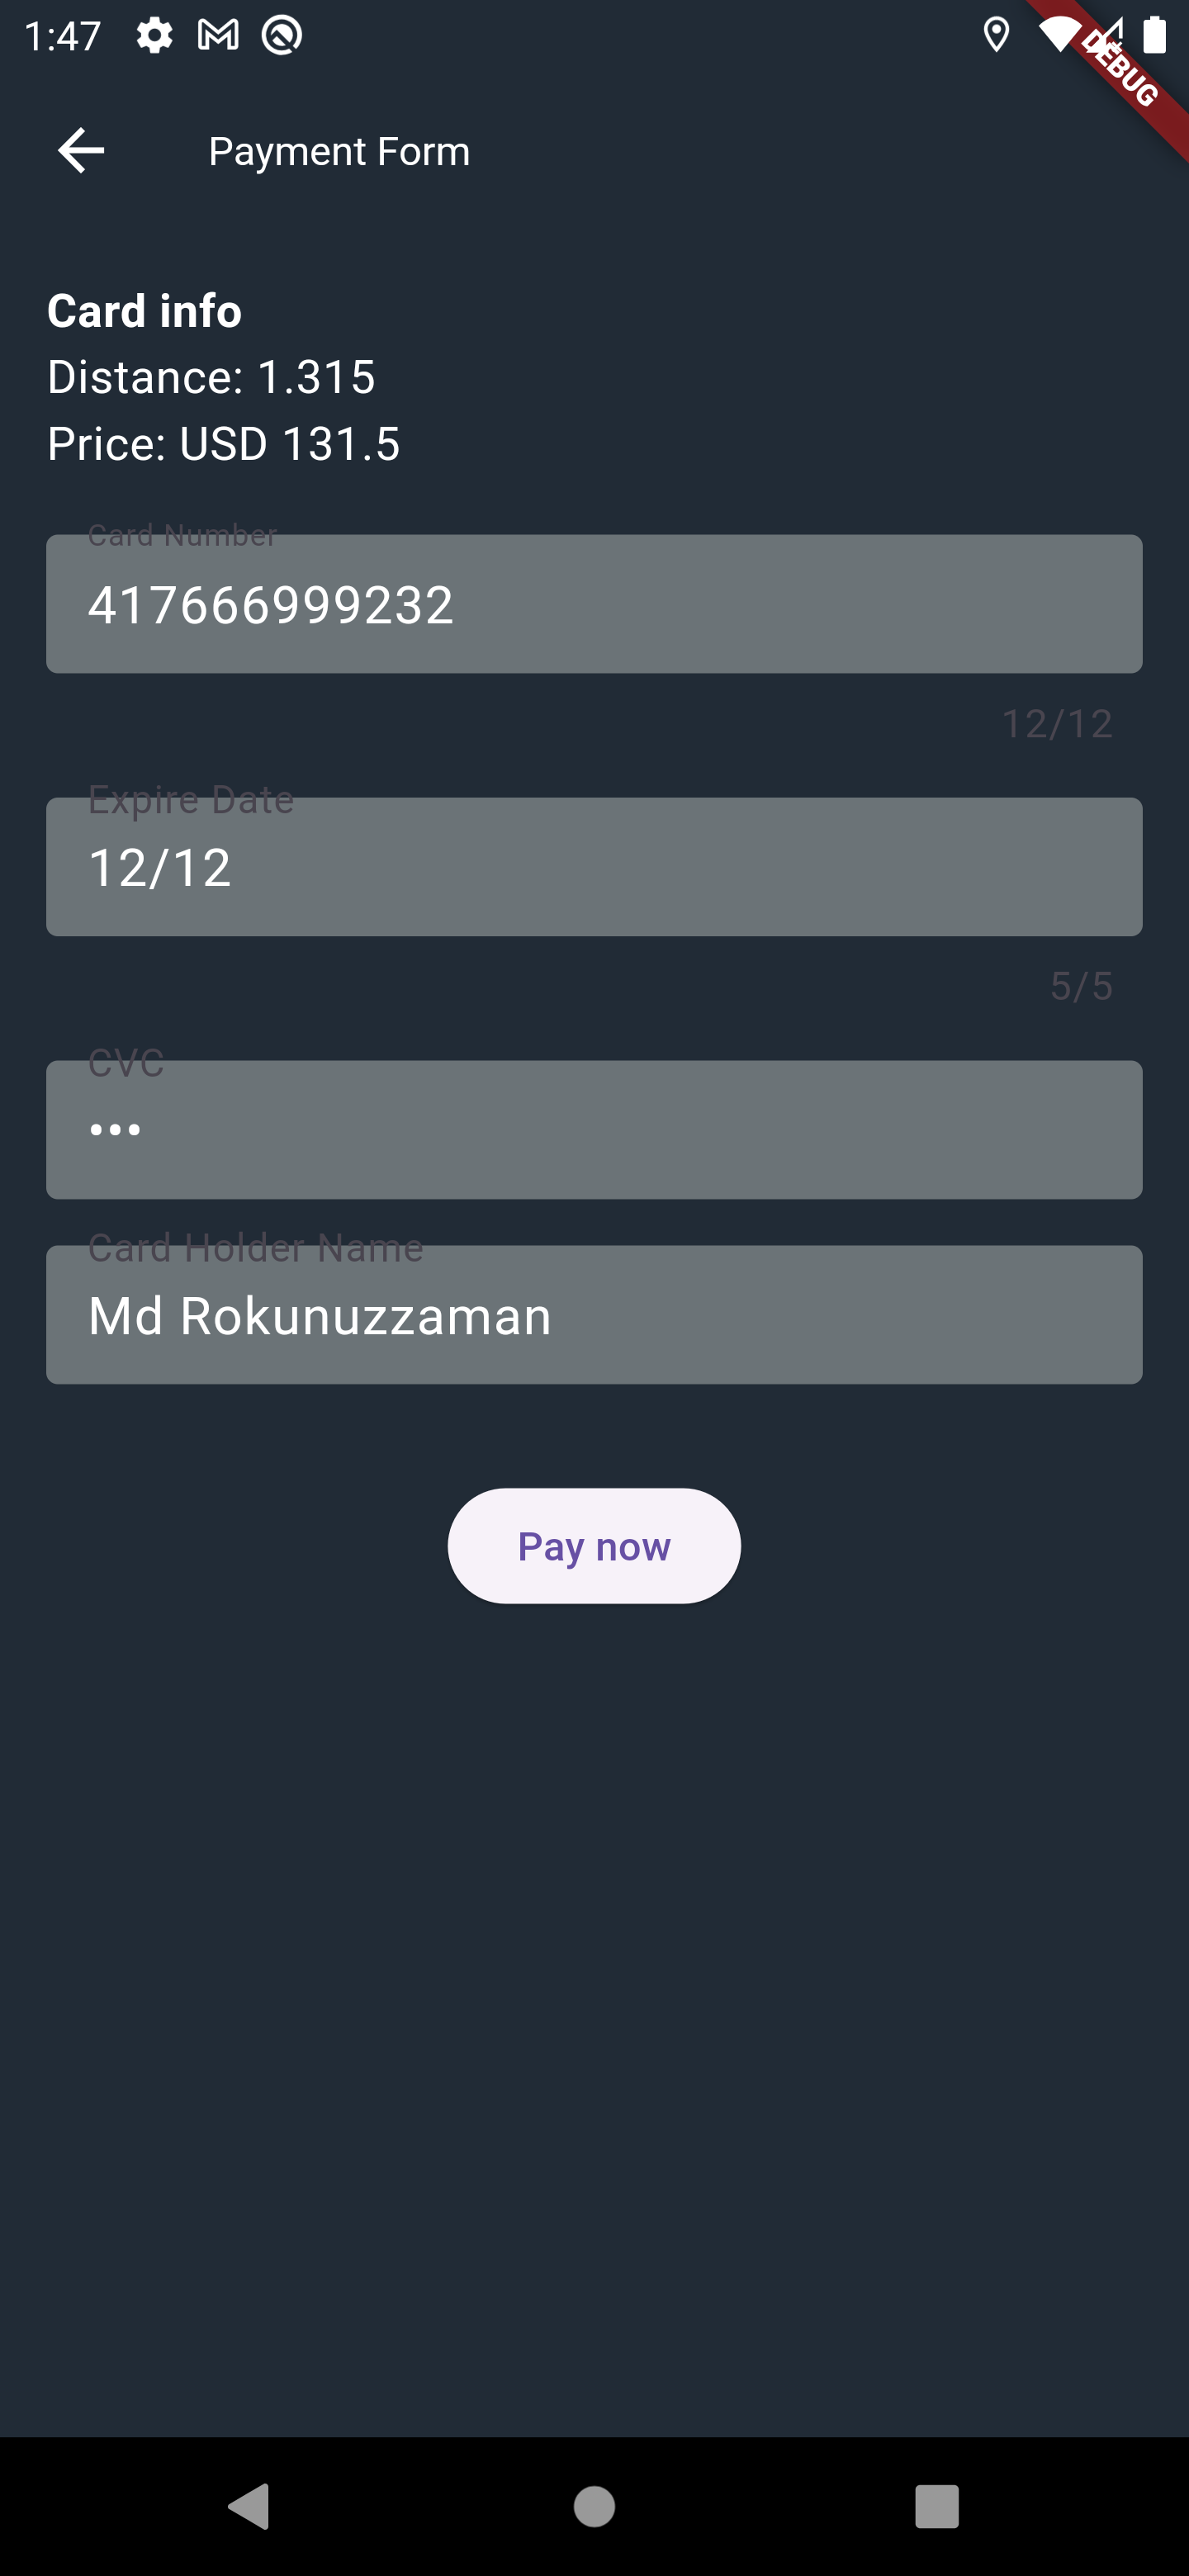 1:47
DEBUG
Payment Form
Card info
Distance: 1.315
Price: USD 131.5
Card Number
417666999232
12/12
Expire Date
12/12
5/5
CVC
•••
Card Holder Name
Md Rokunuzzaman
Pay now